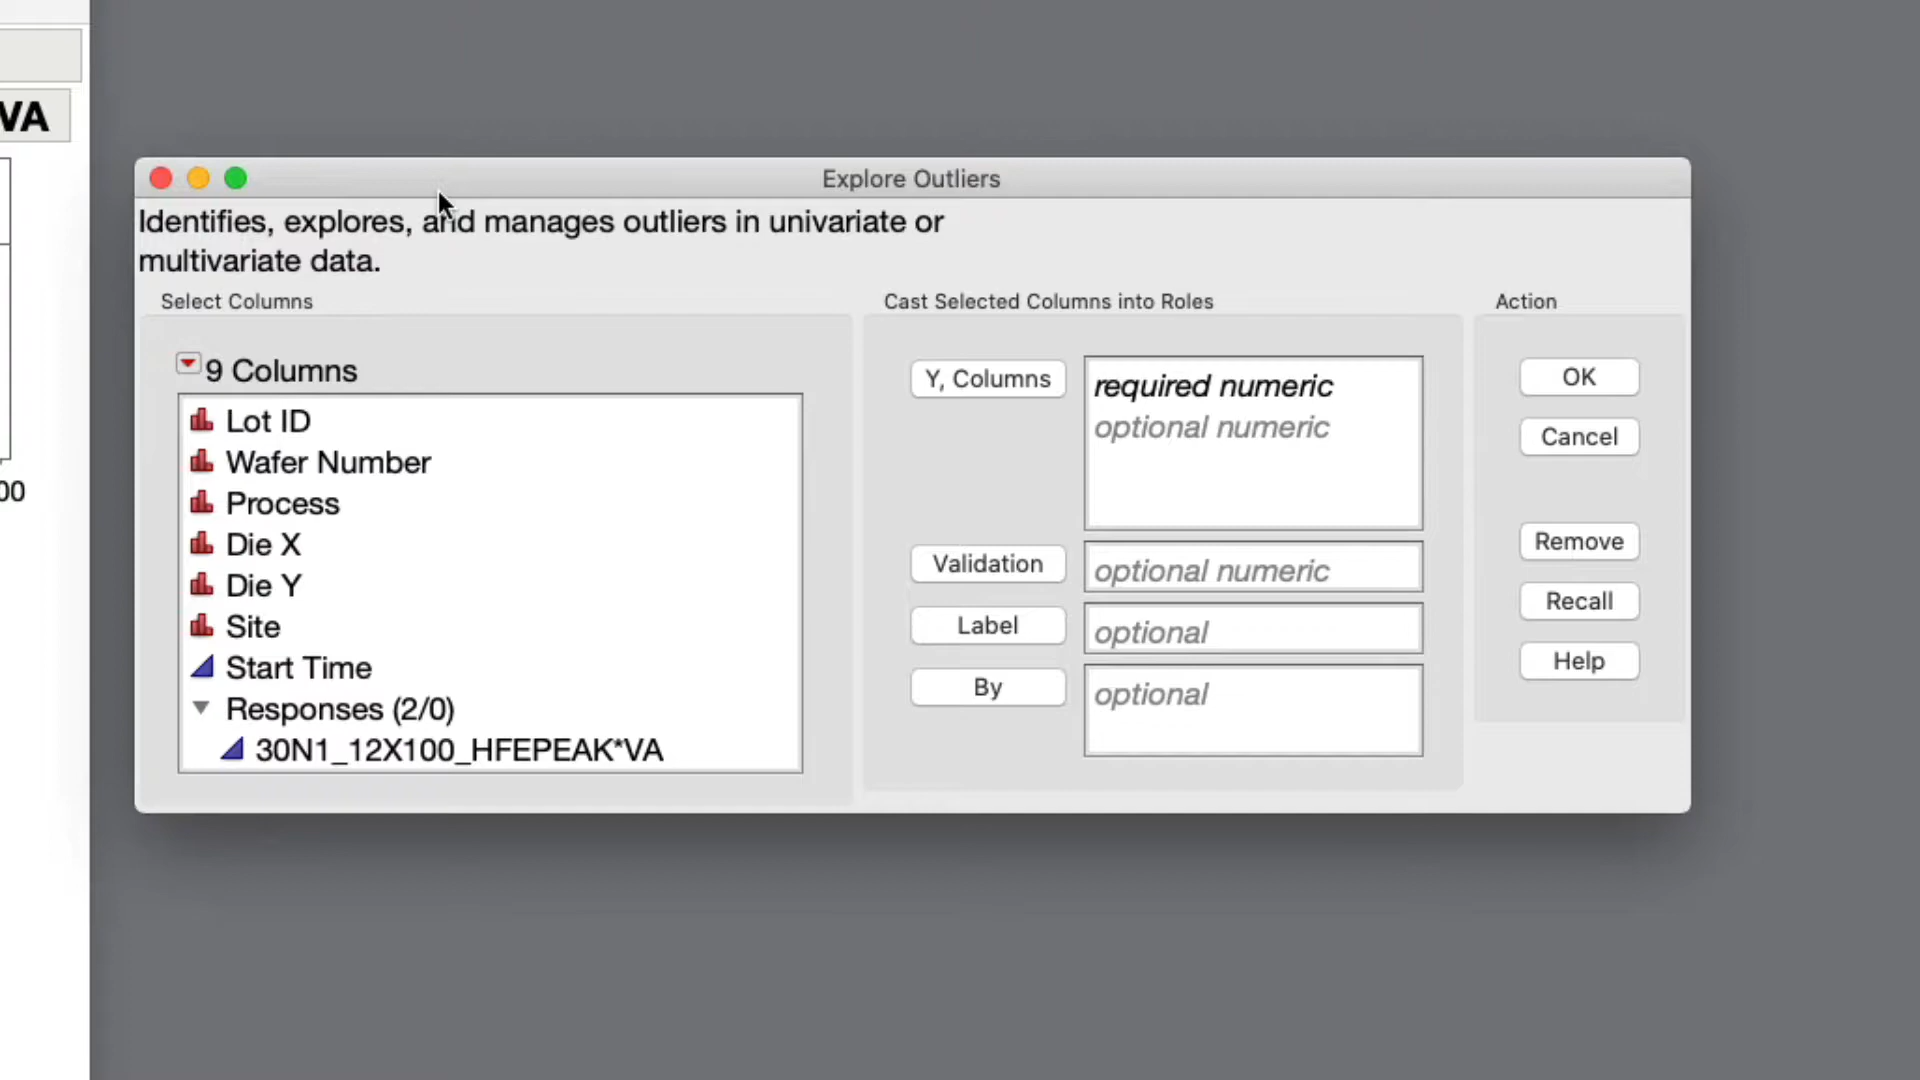 VA
00
Explore Outliers
Identifies, explores, and manages outliers in univariate or
multivariate data.
Select Columns
9 Columns
Lot ID
Wafer Number
Process
Die X
Die Y
Site
Start Time
Responses (2/0)
30N1_12X100_HFEPEAK*VA
Cast Selected Columns into Roles
Y, Columns
required numeric
optional numeric
Validation
optional numeric
Label
optional
By
optional
Action
OK
Cancel
Remove
Recall
Help